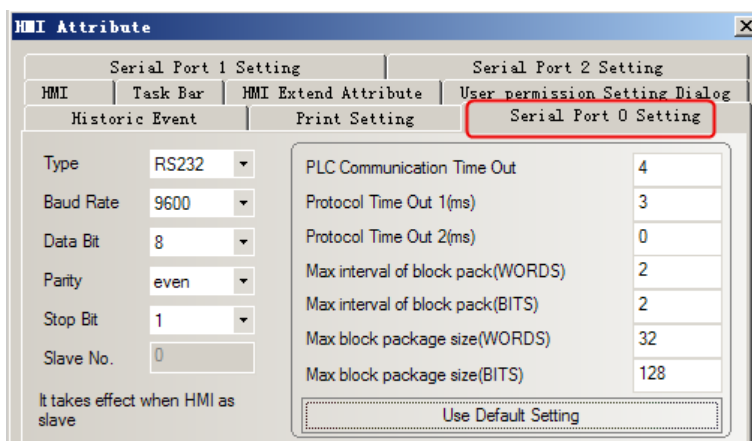 HMI Attribute
Serial Port 1 Setting Serial Port 2 Setting
HMI Task Bar HMI Extend Attribute User permission Setting Dialog
Historic Event Print Setting Serial Port 0 Setting
Type RS232
Baud Rate 9600
Data Bit 8
Parity even
Stop Bit 1
Slave No. 0
It takes effect when HMI as
slave
PLC Communication Time Out 4
Protocol Time Out 1(ms) 3
Protocol Time Out 2(ms) 0
Max interval of block pack(WORDS) 2
Max interval of block pack(BITS) 2
Max block package size(WORDS) 32
Max block package size(BITS) 128
Use Default Setting